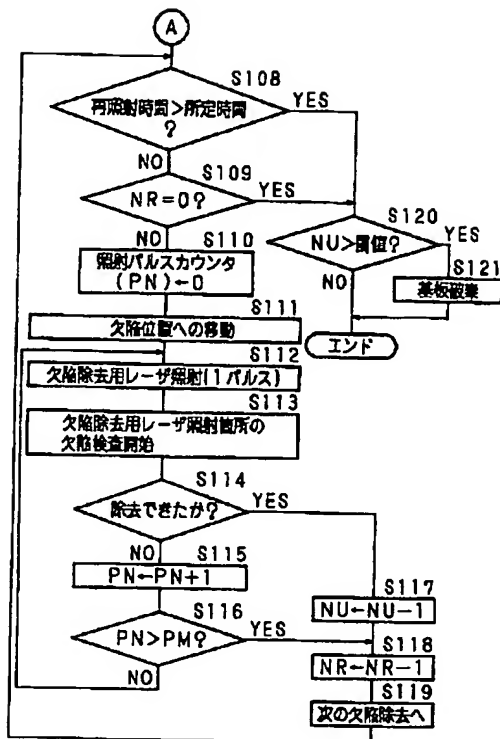 A
S108
再照射時間>所定時間
?
YES
NO
S109
NR=0?
YES
NO
S110
照射パルスカウンタ
(PN)←0
S111
欠陥位置への移動
S112
欠陥除去用レーザ照射(1パルス)
S113
欠陥除去用レーザ照射箇所の
欠陥検査開始
S114
除去できたか?
YES
NO
S115
PN←PN+1
S116
PN>PM?
YES
NO
S117
NU←NU-1
S118
NR←NR-1
S119
次の欠陥除去へ
S120
NU>閾値?
YES
NO
S121
基板破棄
エンド